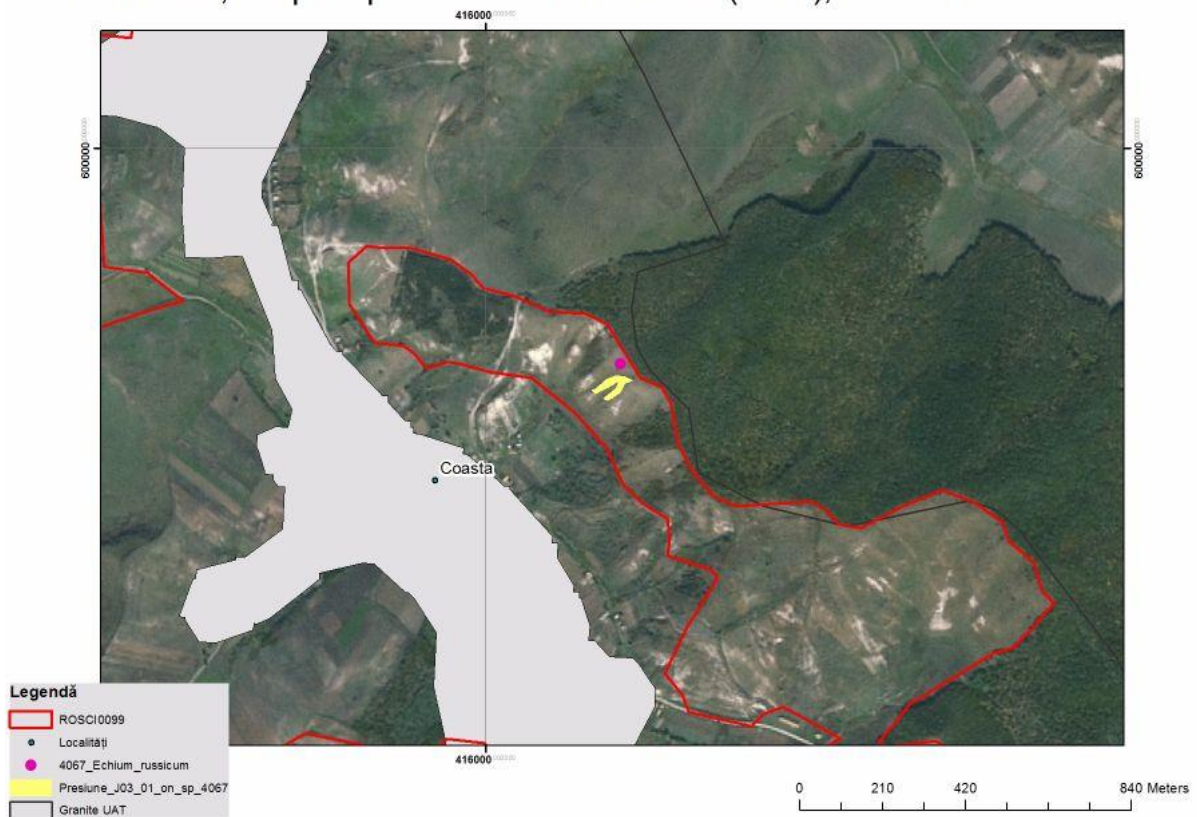 416000
600000
600000
Coasta
416000
Legendă
ROSCI0099
Localități
4067_Echium_russicum
Presiune_J03_01_on_sp_4067
Granite UAT
0 210 420 840 Meters